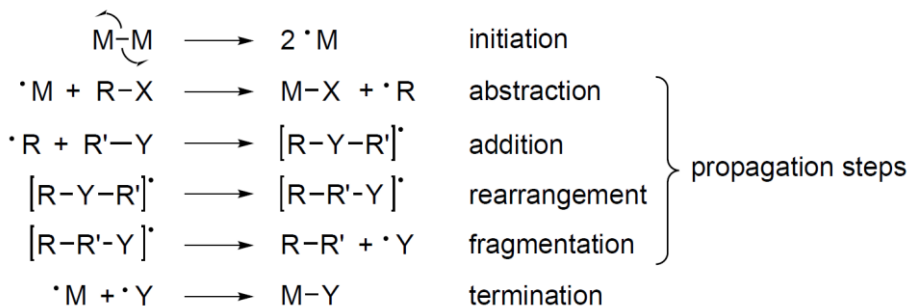 M–M ⟶ 2 •M initiation
•M + R–X ⟶ M–X + •R abstraction
•R + R'–Y ⟶ [R–Y–R']• addition
[R–Y–R']• ⟶ [R–R'-Y]• rearrangement
propagation steps
[R–R'-Y]• ⟶ R–R' + •Y fragmentation
•M + •Y ⟶ M–Y termination